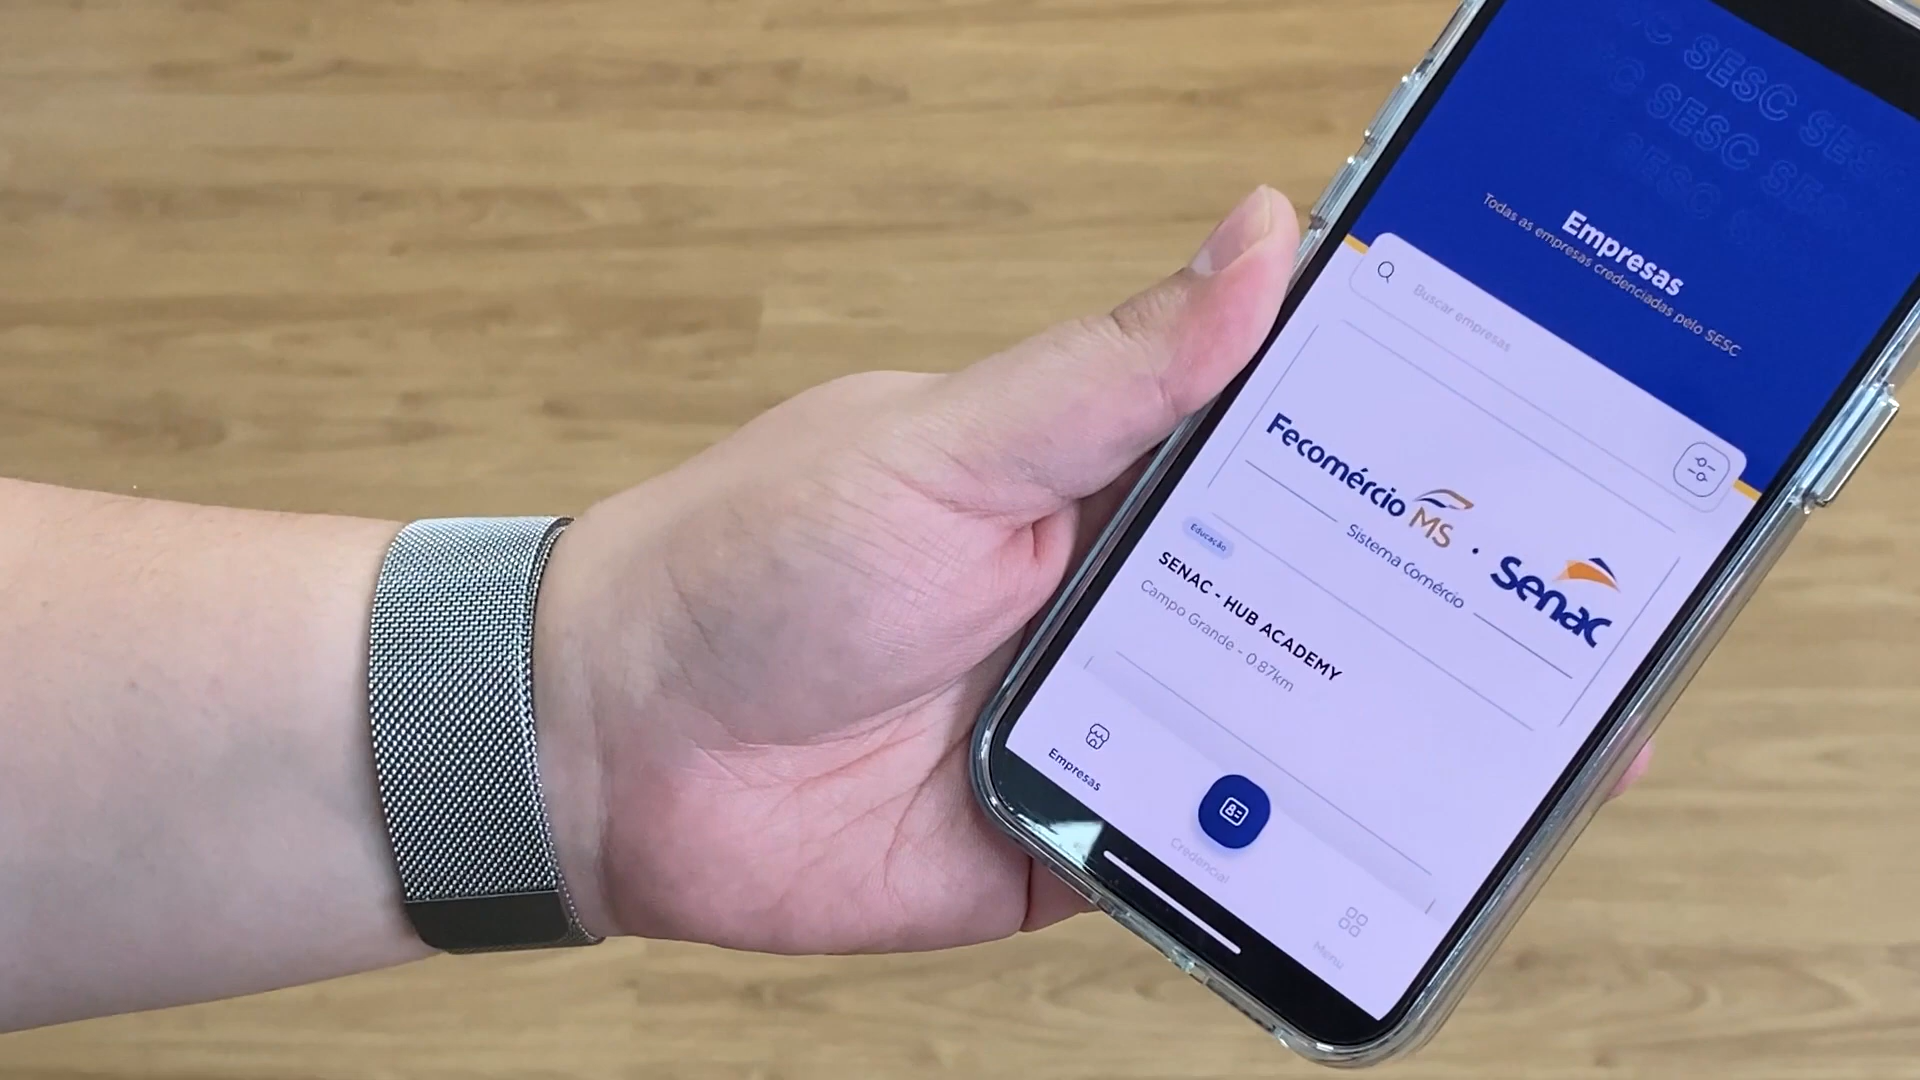 SESC SESC
SESC SESC
SESC
Empresas
Todas as empresas credenciadas pelo SESC
Buscar empresas
Fecomércio MS · Senac
Sistema Comércio
Educação
SENAC - HUB ACADEMY
Campo Grande - 0.87km
Empresas
Credencial
Menu